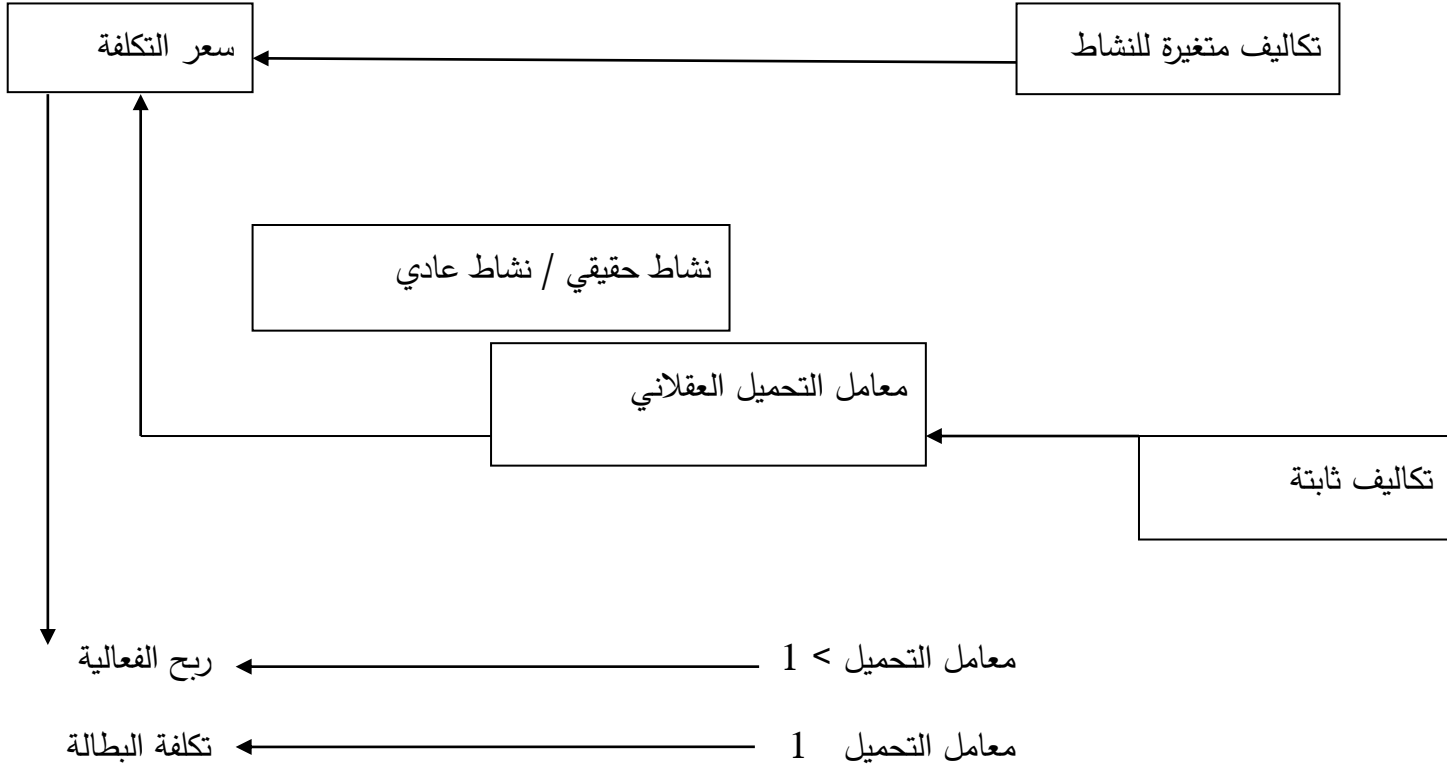 تكاليف متغيرة للنشاط
سعر التكلفة
نشاط حقيقي / نشاط عادي
معامل التحميل العقلاني
تكاليف ثابتة
معامل التحميل > 1 ربح الفعالية
معامل التحميل 1 تكلفة البطالة